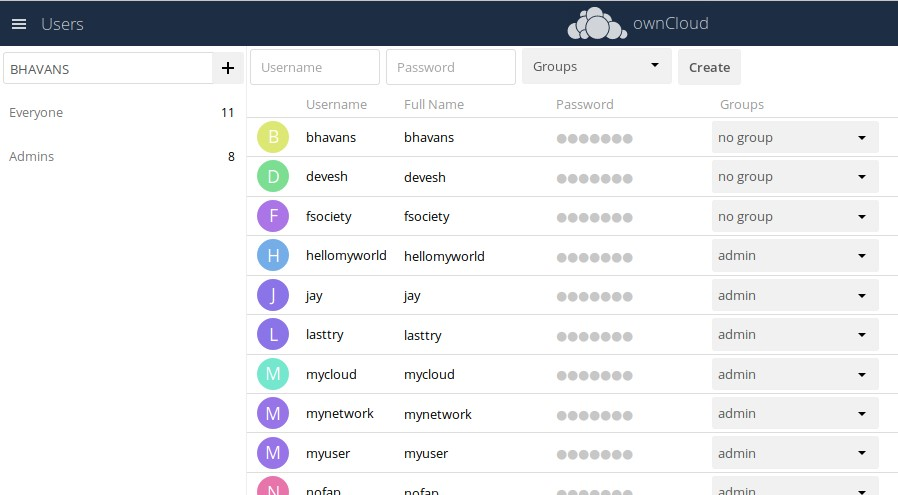 Users
ownCloud
BHAVANS +
Username Password Groups Create
Everyone 11
Admins 8
Username Full Name Password Groups
B bhavans bhavans no group
D devesh devesh no group
F fsociety fsociety no group
H hellomyworld hellomyworld admin
J jay jay admin
L lasttry lasttry admin
M mycloud mycloud admin
M mynetwork mynetwork admin
M myuser myuser admin
N nofap nofap admin